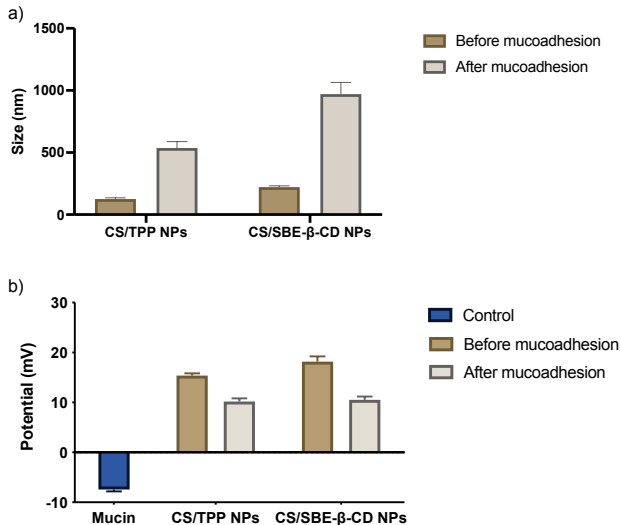 a)
Size (nm)
1500
1000
500
0
CS/TPP NPs
CS/SBE-β-CD NPs
Before mucoadhesion
After mucoadhesion
b)
Potential (mV)
30
20
10
0
-10
Mucin
CS/TPP NPs
CS/SBE-β-CD NPs
Control
Before mucoadhesion
After mucoadhesion